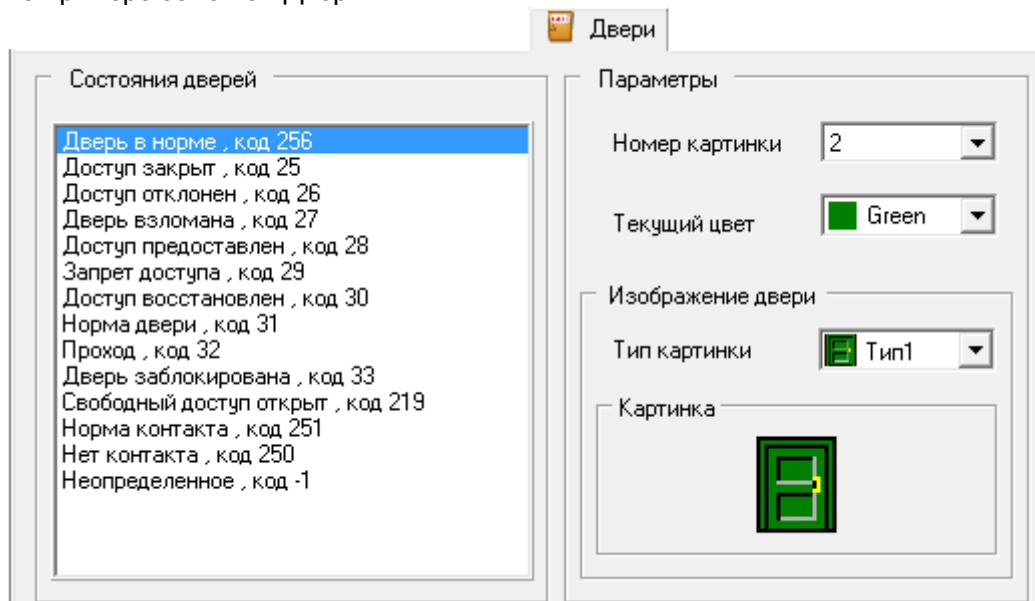 Двери
Состояния дверей
Дверь в норме , код 256
Доступ закрыт , код 25
Доступ отклонен , код 26
Дверь взломана , код 27
Доступ предоставлен , код 28
Запрет доступа , код 29
Доступ восстановлен , код 30
Норма двери , код 31
Проход , код 32
Дверь заблокирована , код 33
Свободный доступ открыт , код 219
Норма контакта , код 251
Нет контакта , код 250
Неопределенное , код -1
Параметры
Номер картинки 2
Текущий цвет Green
Изображение двери
Тип картинки Тип1
Картинка